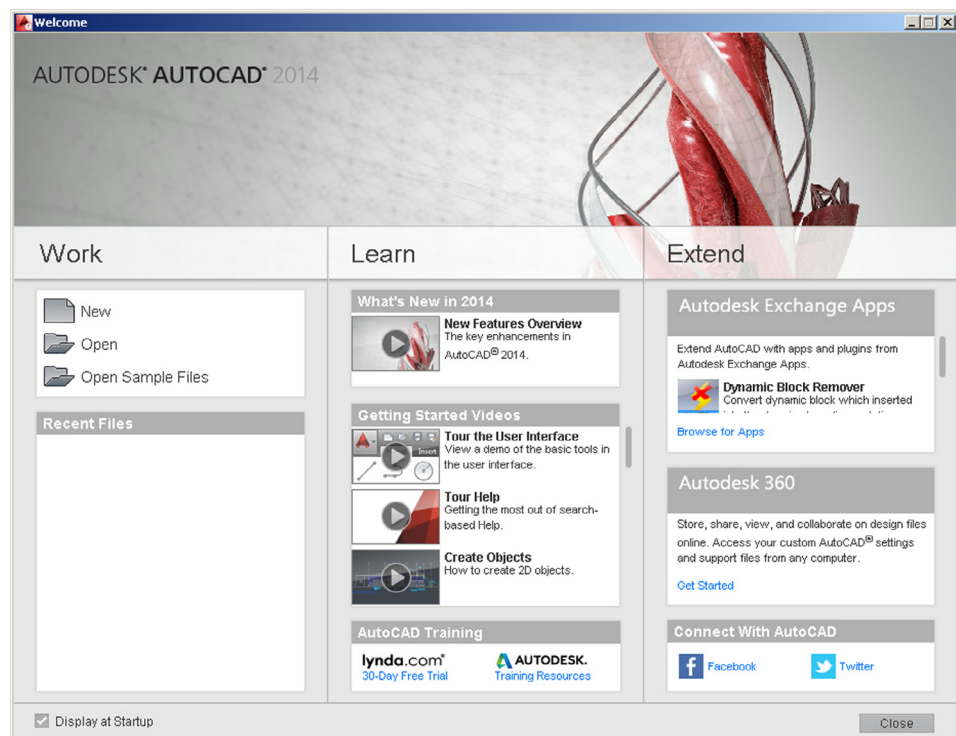 Welcome
AUTODESK® AUTOCAD® 2014
Work
New
Open
Open Sample Files
Recent Files
Learn
What's New in 2014
New Features Overview
The key enhancements in
AutoCAD® 2014.
Getting Started Videos
Insert
Tour the User Interface
View a demo of the basic tools in
the user interface.
Tour Help
Getting the most out of search-
based Help.
Create Objects
How to create 2D objects.
AutoCAD Training
lynda.com®
30-Day Free Trial
AUTODESK.
Training Resources
Extend
Autodesk Exchange Apps
Extend AutoCAD with apps and plugins from
Autodesk Exchange Apps.
Dynamic Block Remover
Convert dynamic block which inserted
Browse for Apps
Autodesk 360
Store, share, view, and collaborate on design files
online. Access your custom AutoCAD® settings
and support files from any computer.
Get Started
Connect With AutoCAD
Facebook
Twitter
Display at Startup
Close